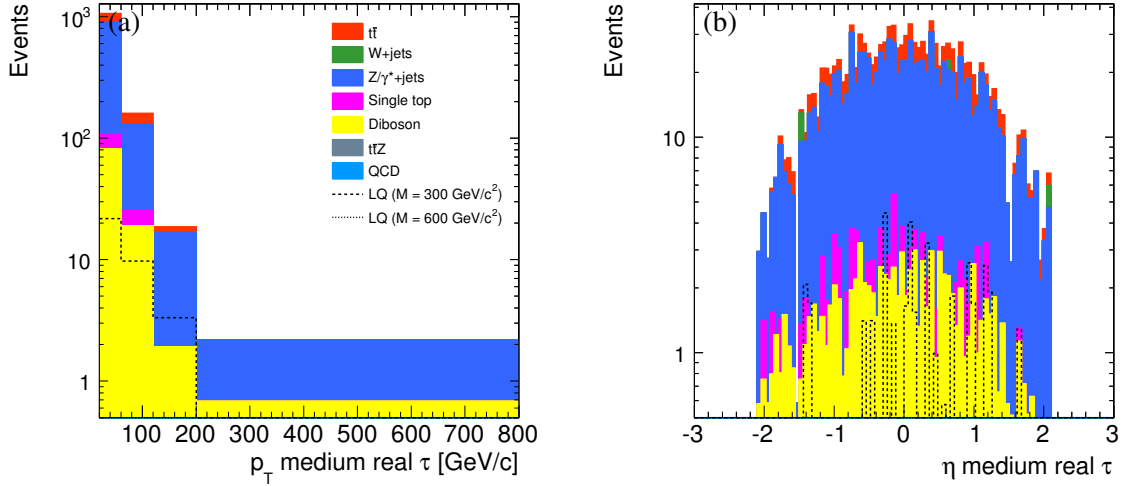 Events
10³
10²
10
1
(a)
tt̄
W+jets
Z/γ*+jets
Single top
Diboson
tt̄Z
QCD
LQ (M = 300 GeV/c²)
LQ (M = 600 GeV/c²)
100 200 300 400 500 600 700 800
p_T medium real τ [GeV/c]
Events
10
1
(b)
-3 -2 -1 0 1 2 3
η medium real τ